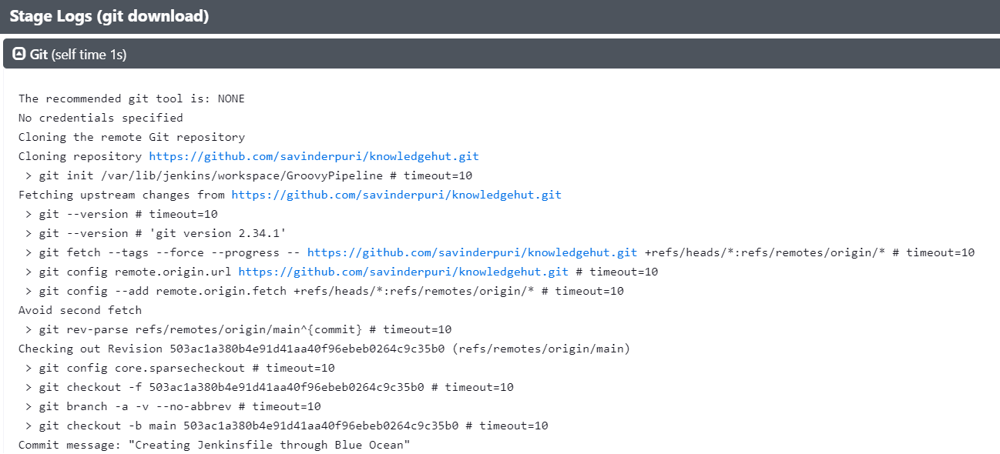 Stage Logs (git download)
Git (self time 1s)
The recommended git tool is: NONE
No credentials specified
Cloning the remote Git repository
Cloning repository https://github.com/savinderpuri/knowledgehut.git
> git init /var/lib/jenkins/workspace/GroovyPipeline # timeout=10
Fetching upstream changes from https://github.com/savinderpuri/knowledgehut.git
> git --version # timeout=10
> git --version # 'git version 2.34.1'
> git fetch --tags --force --progress -- https://github.com/savinderpuri/knowledgehut.git +refs/heads/*:refs/remotes/origin/* # timeout=10
> git config remote.origin.url https://github.com/savinderpuri/knowledgehut.git # timeout=10
> git config --add remote.origin.fetch +refs/heads/*:refs/remotes/origin/* # timeout=10
Avoid second fetch
> git rev-parse refs/remotes/origin/main^{commit} # timeout=10
Checking out Revision 503ac1a380b4e91d41aa40f96ebeb0264c9c35b0 (refs/remotes/origin/main)
> git config core.sparsecheckout # timeout=10
> git checkout -f 503ac1a380b4e91d41aa40f96ebeb0264c9c35b0 # timeout=10
> git branch -a -v --no-abbrev # timeout=10
> git checkout -b main 503ac1a380b4e91d41aa40f96ebeb0264c9c35b0 # timeout=10
Commit message: "Creating Jenkinsfile through Blue Ocean"